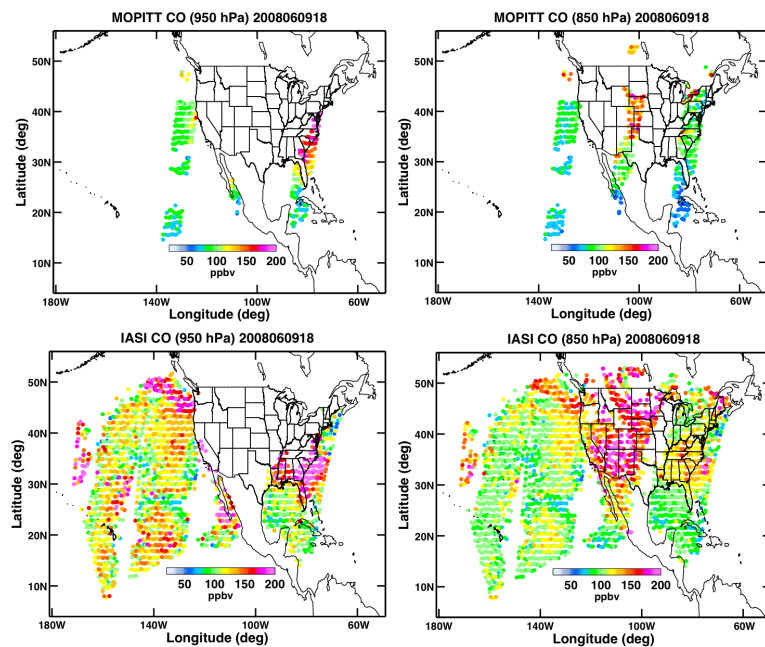 MOPITT CO (950 hPa) 2008060918
50N
40N
30N
20N
10N
Latitude (deg)
50 100 150 200
ppbv
180W 140W 100W 60W
Longitude (deg)
MOPITT CO (850 hPa) 2008060918
50N
40N
30N
20N
10N
Latitude (deg)
50 100 150 200
ppbv
180W 140W 100W 60W
Longitude (deg)
IASI CO (950 hPa) 2008060918
50N
40N
30N
20N
10N
Latitude (deg)
50 100 150 200
ppbv
180W 140W 100W 60W
Longitude (deg)
IASI CO (850 hPa) 2008060918
50N
40N
30N
20N
10N
Latitude (deg)
50 100 150 200
ppbv
180W 140W 100W 60W
Longitude (deg)